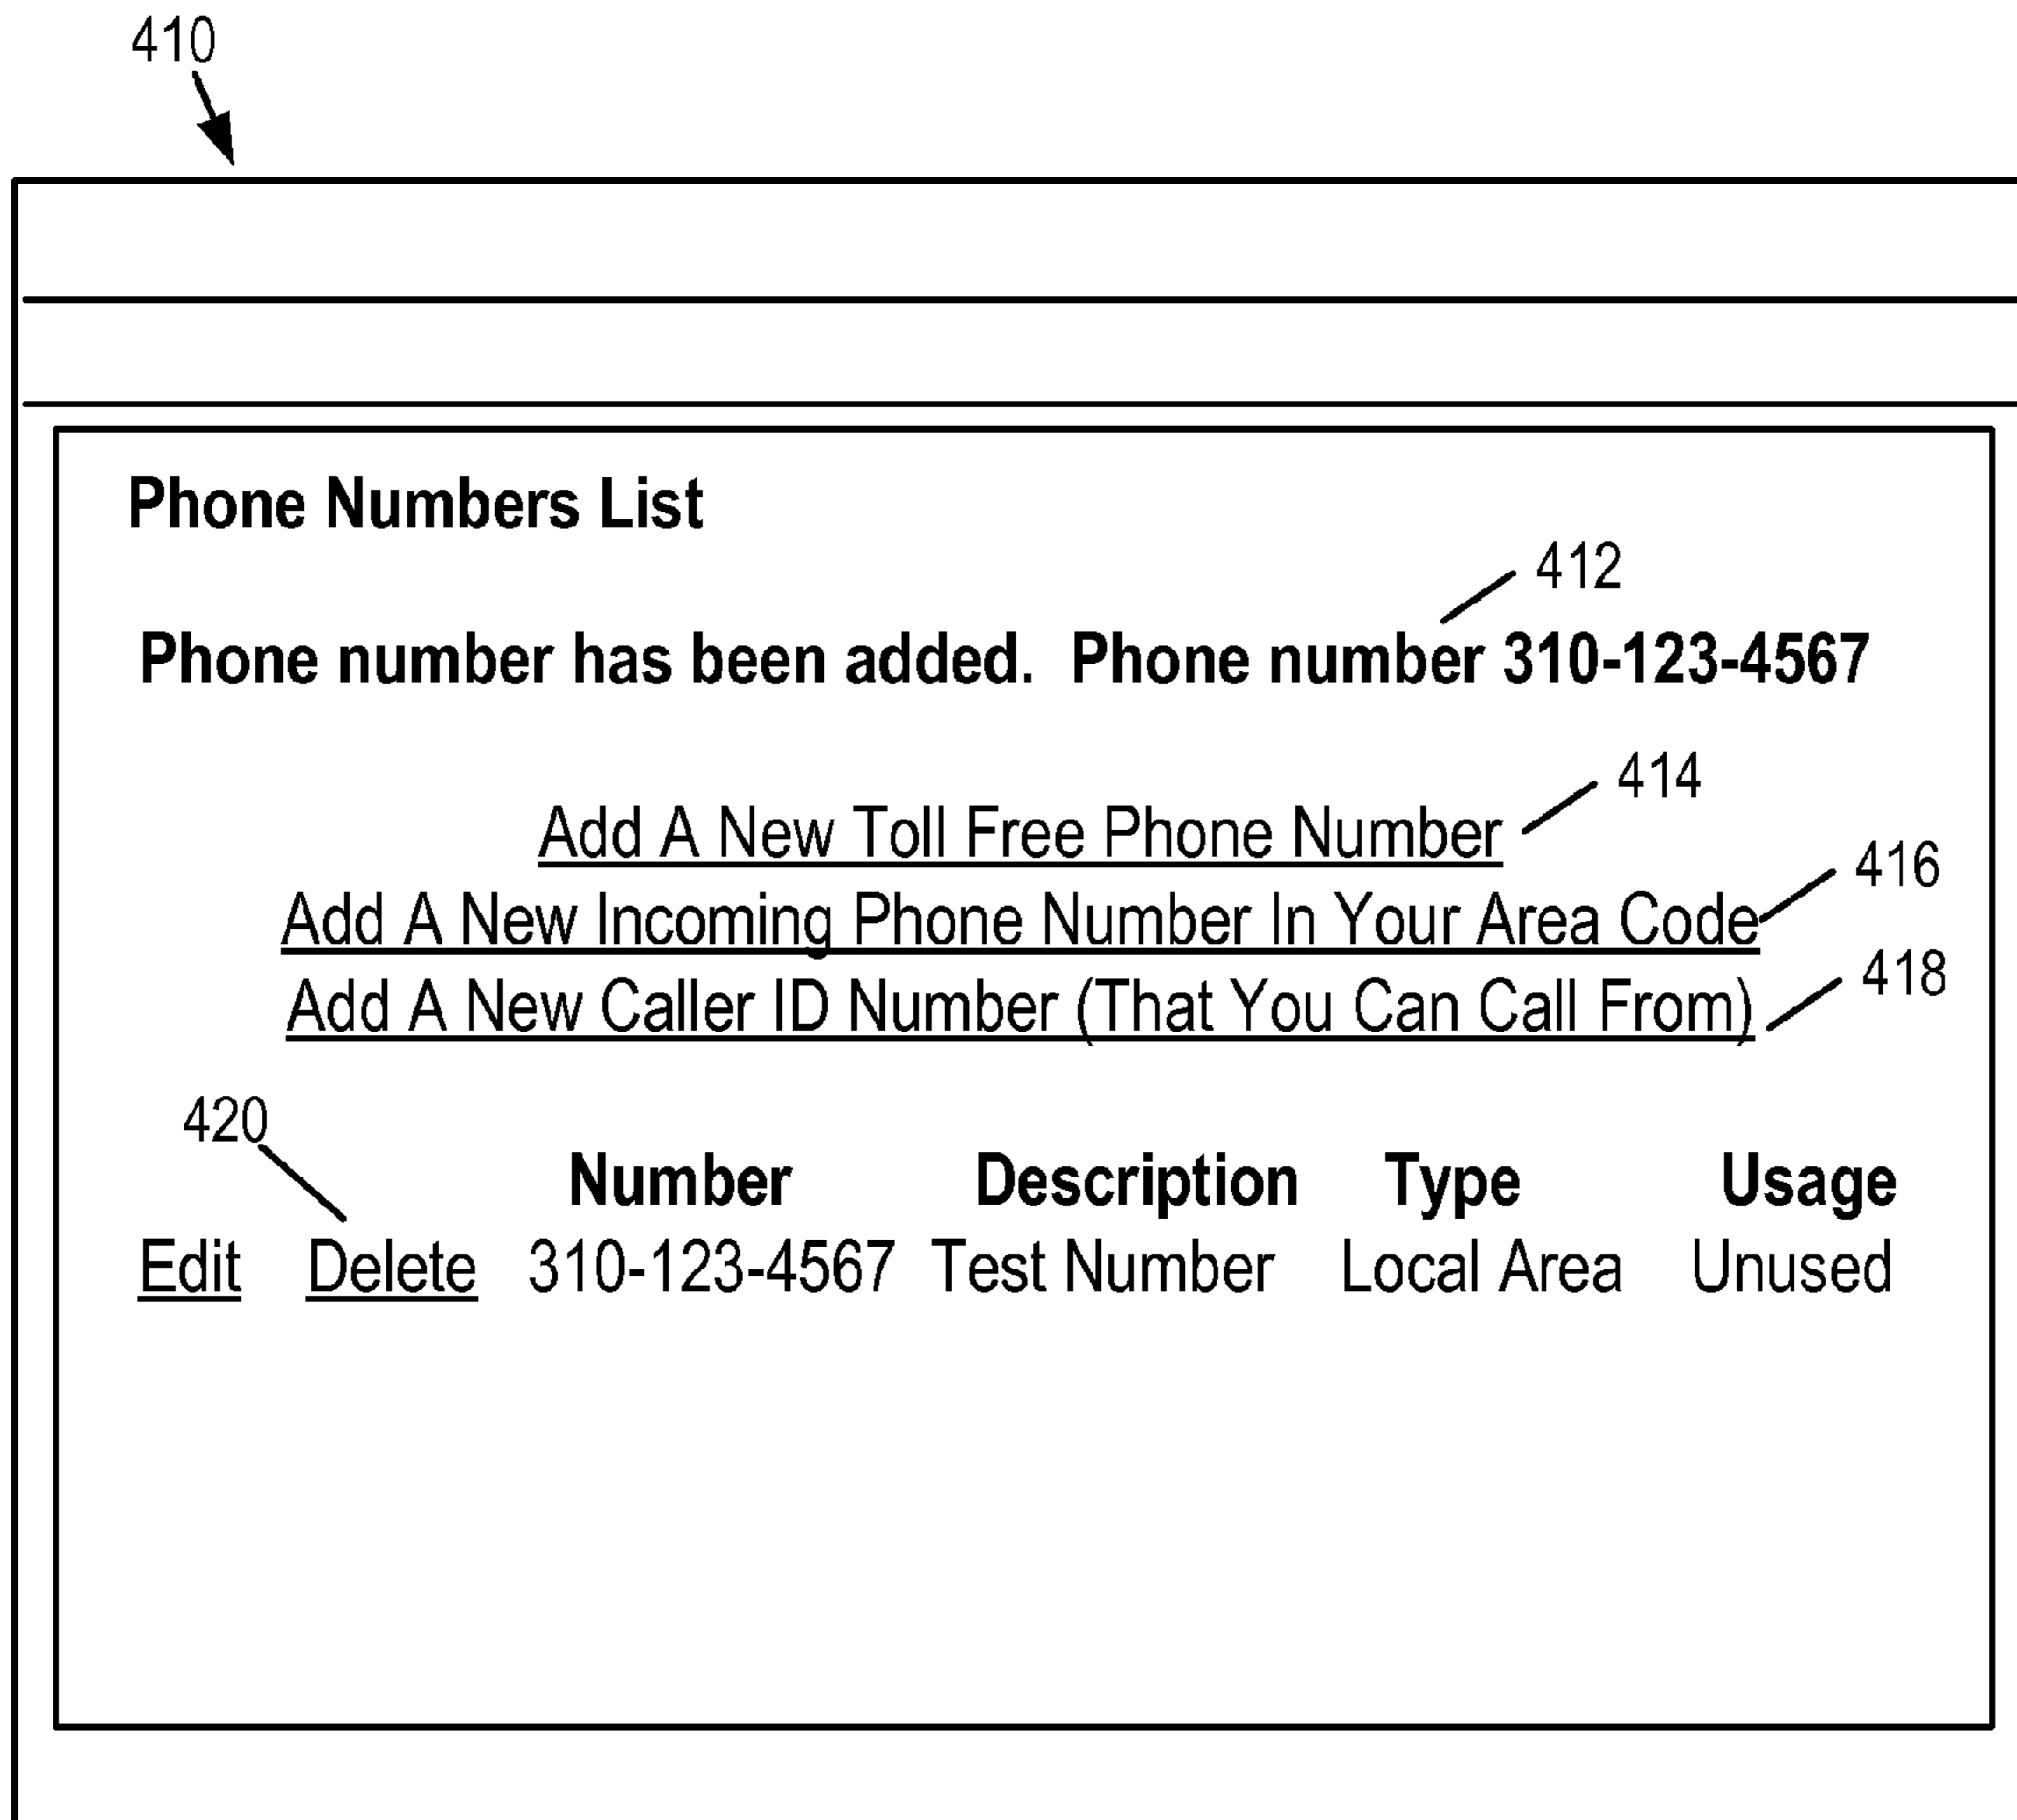 410
Phone Numbers List
412
Phone number has been added. Phone number 310-123-4567
414
Add A New Toll Free Phone Number
416
Add A New Incoming Phone Number In Your Area Code
418
Add A New Caller ID Number (That You Can Call From)
420
Number Description Type Usage
Edit Delete 310-123-4567 Test Number Local Area Unused